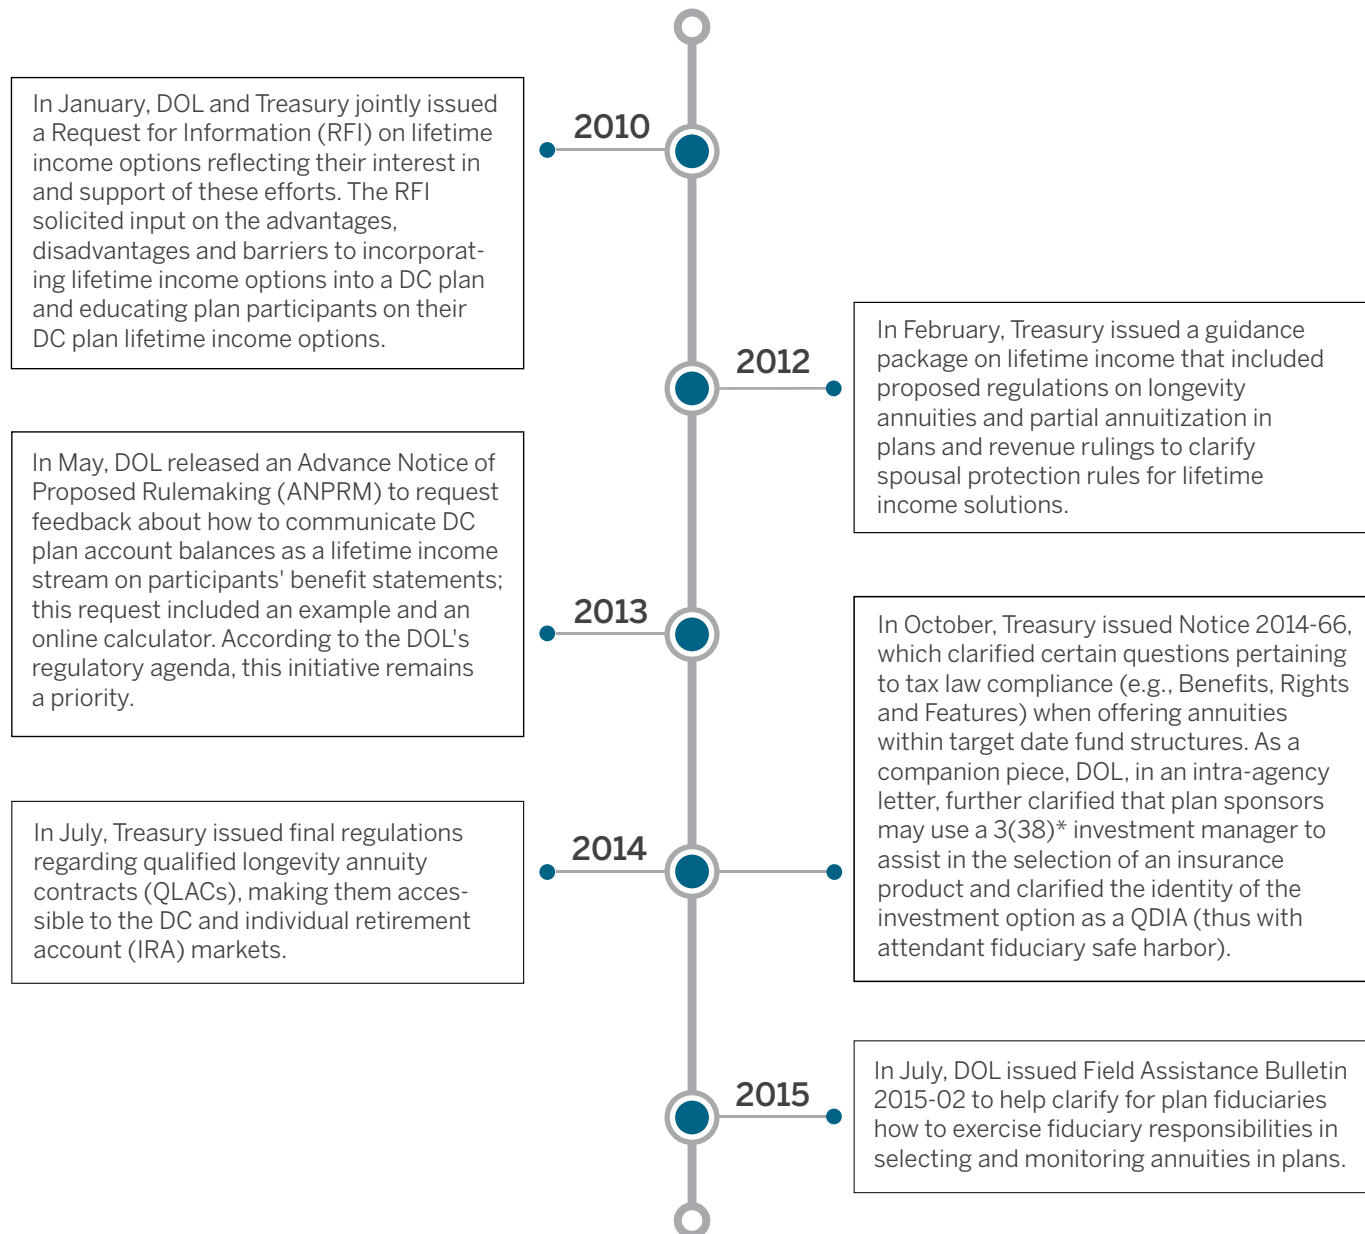 2010
In January, DOL and Treasury jointly issued
a Request for Information (RFI) on lifetime
income options reflecting their interest in
and support of these efforts. The RFI
solicited input on the advantages,
disadvantages and barriers to incorporat-
ing lifetime income options into a DC plan
and educating plan participants on their
DC plan lifetime income options.
2012
In February, Treasury issued a guidance
package on lifetime income that included
proposed regulations on longevity
annuities and partial annuitization in
plans and revenue rulings to clarify
spousal protection rules for lifetime
income solutions.
2013
In May, DOL released an Advance Notice of
Proposed Rulemaking (ANPRM) to request
feedback about how to communicate DC
plan account balances as a lifetime income
stream on participants' benefit statements;
this request included an example and an
online calculator. According to the DOL's
regulatory agenda, this initiative remains
a priority.
2014
In July, Treasury issued final regulations
regarding qualified longevity annuity
contracts (QLACs), making them acces-
sible to the DC and individual retirement
account (IRA) markets.
In October, Treasury issued Notice 2014-66,
which clarified certain questions pertaining
to tax law compliance (e.g., Benefits, Rights
and Features) when offering annuities
within target date fund structures. As a
companion piece, DOL, in an intra-agency
letter, further clarified that plan sponsors
may use a 3(38)* investment manager to
assist in the selection of an insurance
product and clarified the identity of the
investment option as a QDIA (thus with
attendant fiduciary safe harbor).
2015
In July, DOL issued Field Assistance Bulletin
2015-02 to help clarify for plan fiduciaries
how to exercise fiduciary responsibilities in
selecting and monitoring annuities in plans.